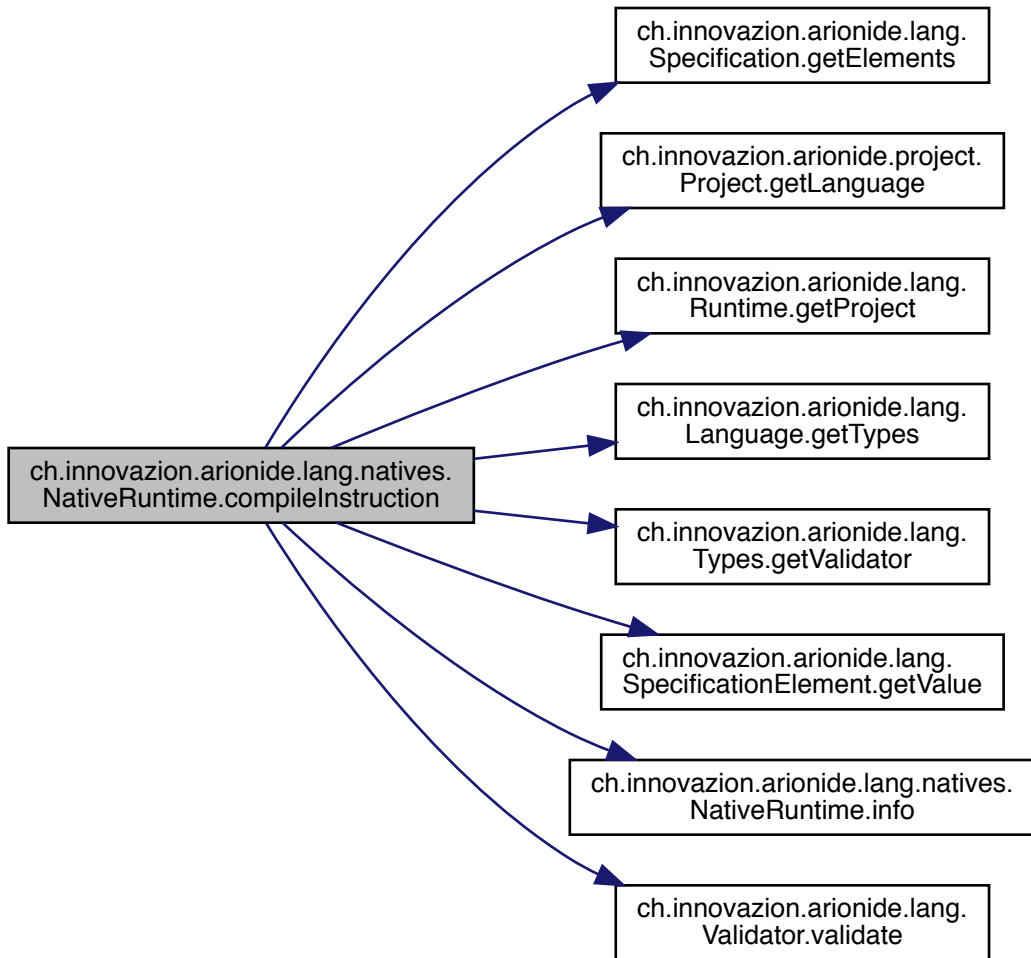 ch.innovazion.arionide.lang.
Specification.getElements
ch.innovazion.arionide.project.
Project.getLanguage
ch.innovazion.arionide.lang.
Runtime.getProject
ch.innovazion.arionide.lang.
Language.getTypes
ch.innovazion.arionide.lang.natives.
NativeRuntime.compileInstruction
ch.innovazion.arionide.lang.
Types.getValidator
ch.innovazion.arionide.lang.
SpecificationElement.getValue
ch.innovazion.arionide.lang.natives.
NativeRuntime.info
ch.innovazion.arionide.lang.
Validator.validate